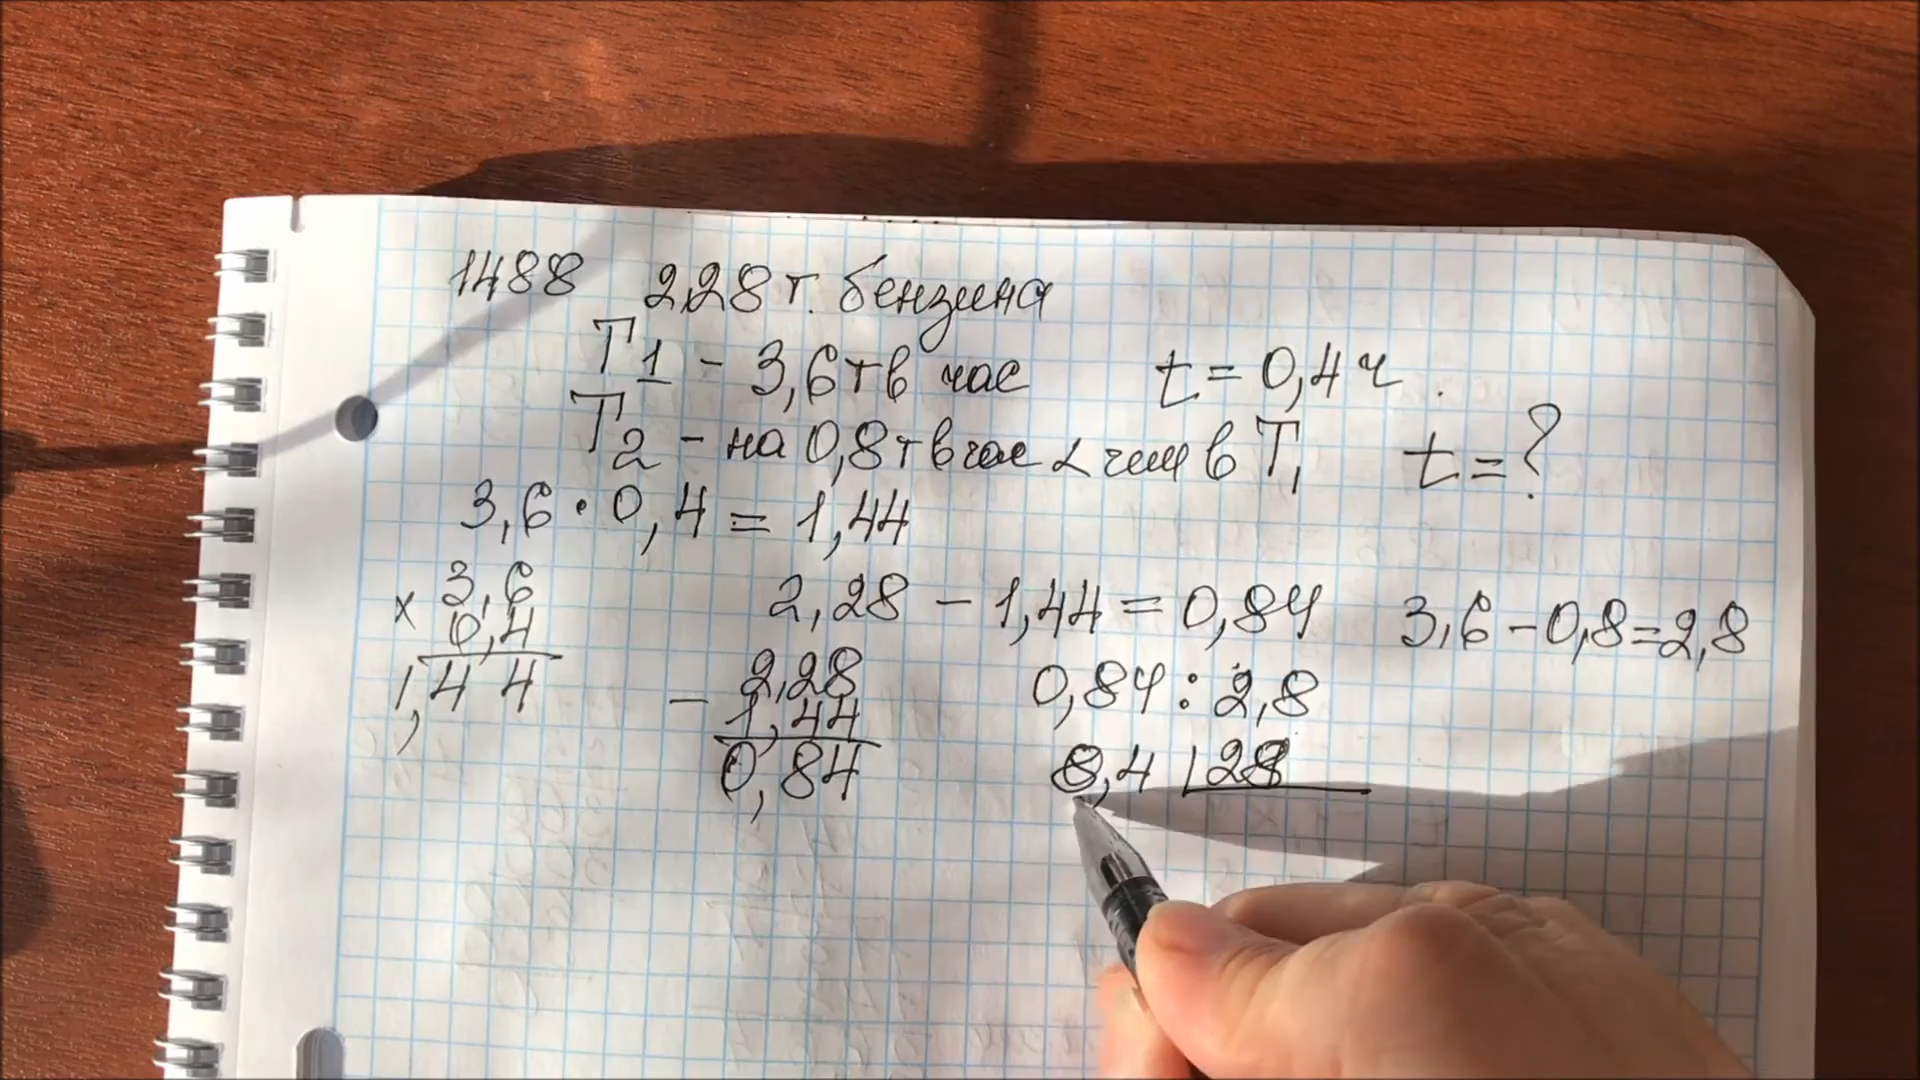 1488 2,28 т. бензина
Т1 - 3,6 т в час t = 0,4 ч.
Т2 - на 0,8 т в час < чем в Т1 t = ?
3,6 · 0,4 = 1,44
× 3,6
0,4
1,44
2,28 - 1,44 = 0,84 3,6 - 0,8 = 2,8
- 2,28
1,44
0,84
0,84 : 2,8
8,4 | 28